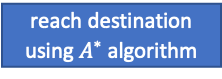 reach destination
using A* algorithm